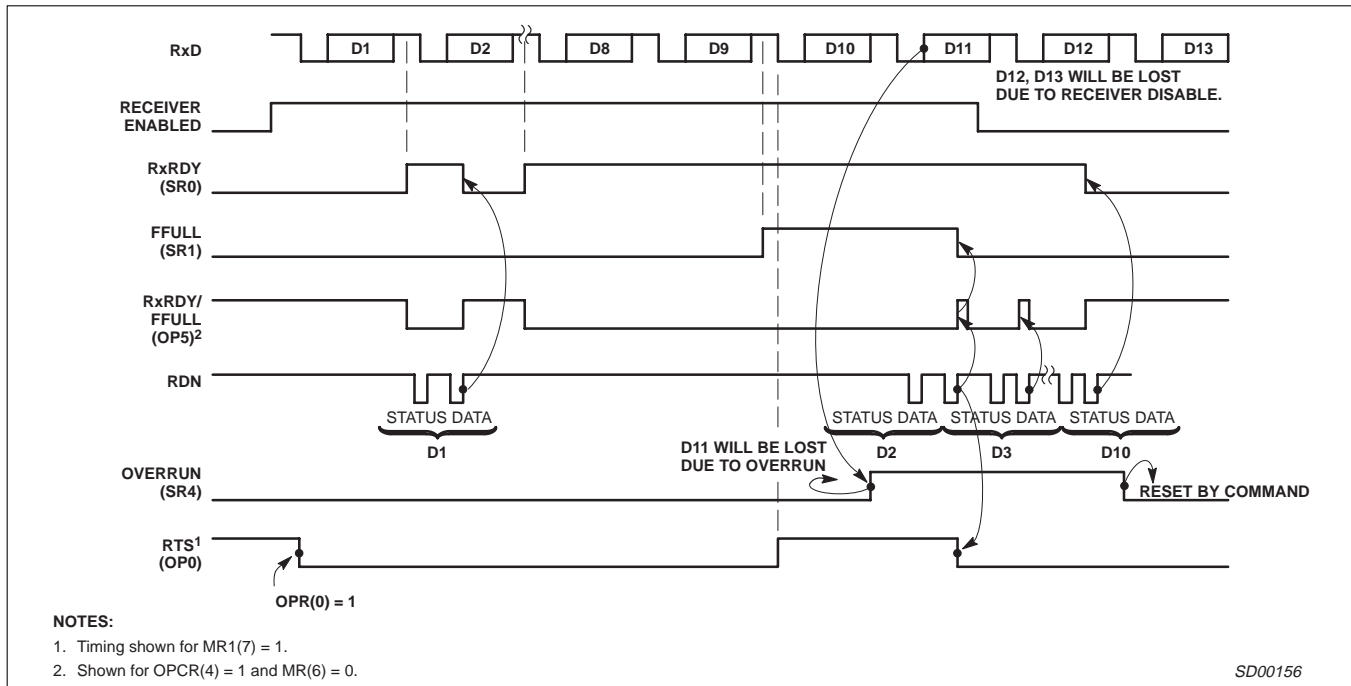 RxD
D1
D2
D8
D9
D10
D11
D12
D13
D12, D13 WILL BE LOST
DUE TO RECEIVER DISABLE.
RECEIVER
ENABLED
RxRDY
(SR0)
FFULL
(SR1)
RxRDY/
FFULL
(OP5)2
RDN
STATUS DATA
STATUS DATA
STATUS DATA
STATUS DATA
D1
D2
D3
D10
D11 WILL BE LOST
DUE TO OVERRUN
OVERRUN
(SR4)
RESET BY COMMAND
RTS1
(OP0)
OPR(0) = 1
NOTES:
1. Timing shown for MR1(7) = 1.
2. Shown for OPCR(4) = 1 and MR(6) = 0.
SD00156